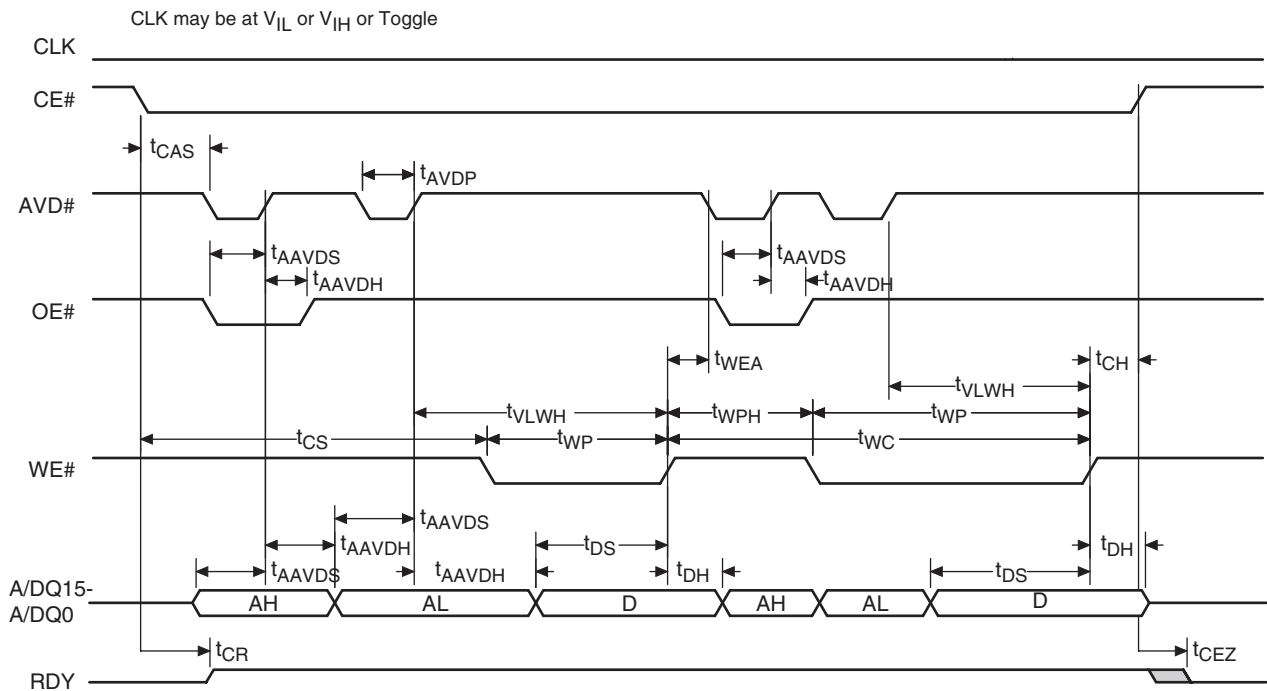 CLK may be at VIL or VIH or Toggle
CLK
CE#
tCAS
tAVDP
AVD#
tAAVDS
tAAVDS
tAAVDH
tAAVDH
OE#
tWEA
tCH
tVLWH
tVLWH
tWPH
tWP
tCS
tWP
tWC
WE#
tAAVDS
tAAVDH
tDS
tDH
tAAVDS
tAAVDH
tDH
tDS
A/DQ15-
A/DQ0
AH
AL
D
AH
AL
D
tCR
tCEZ
RDY